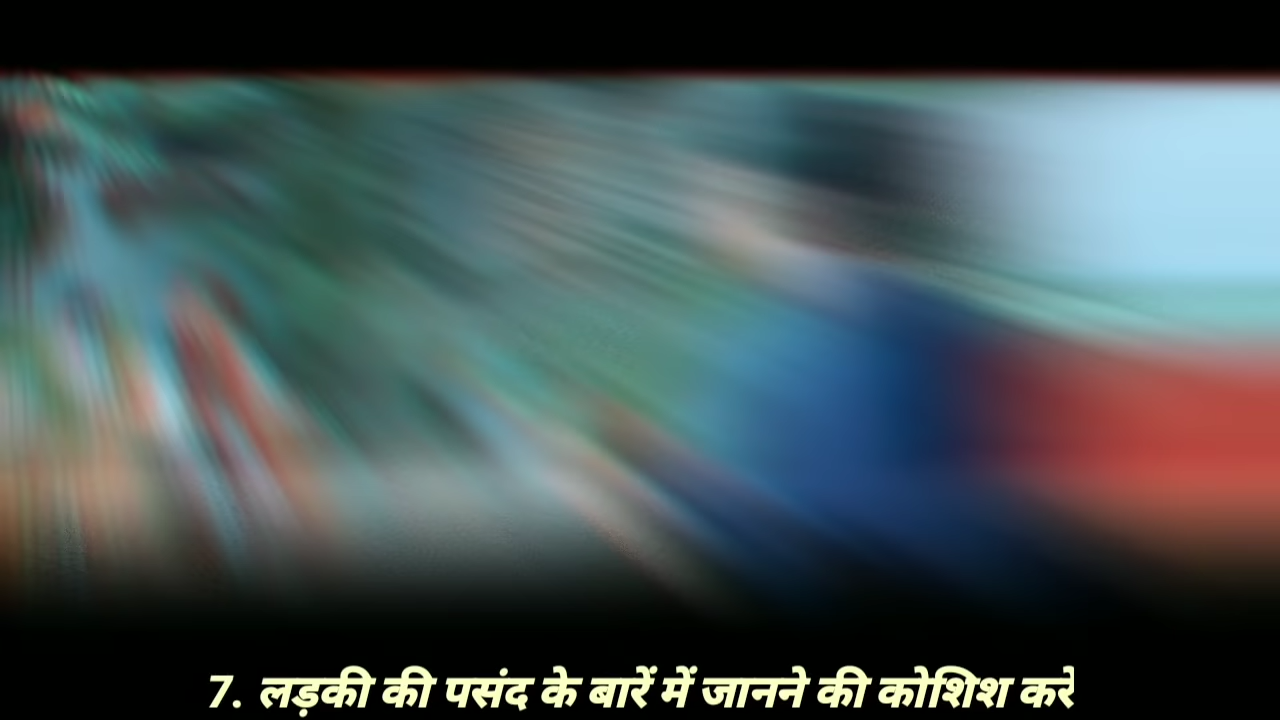 7. लड़की की पसंद के बारें में जानने की कोशिश करे